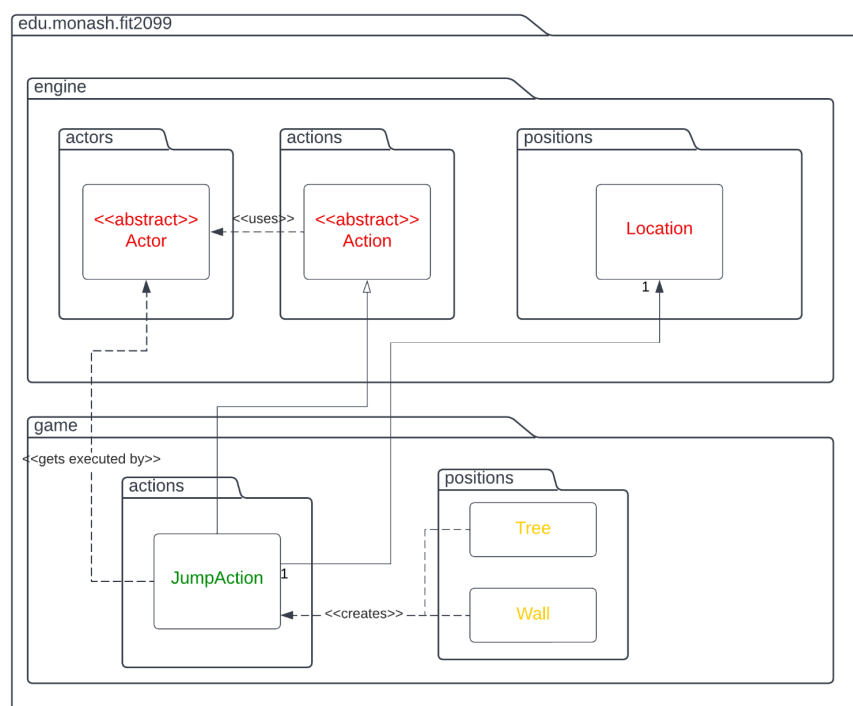 edu.monash.fit2099
engine
actors
actions
positions
<<abstract>>
Actor
<<uses>>
<<abstract>>
Action
Location
1
game
<<gets executed by>>
actions
positions
Tree
JumpAction
1
<<creates>>
Wall